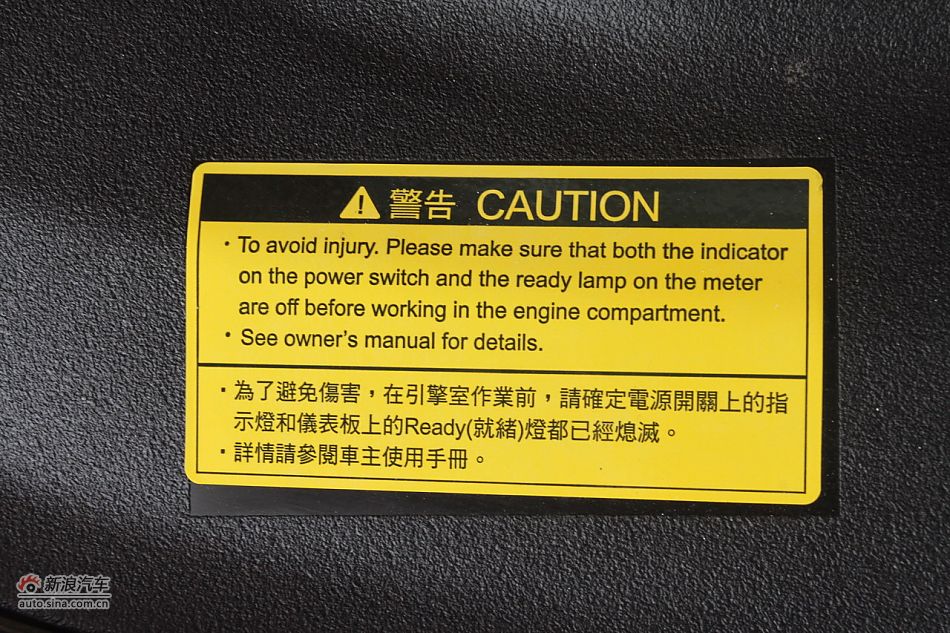 警告 CAUTION
・To avoid injury. Please make sure that both the indicator
on the power switch and the ready lamp on the meter
are off before working in the engine compartment.
・See owner's manual for details.
・為了避免傷害，在引擎室作業前，請確定電源開關上的指
示燈和儀表板上的Ready(就緒)燈都已經熄滅。
・詳情請參閱車主使用手冊。
新浪汽车
auto.sina.com.cn